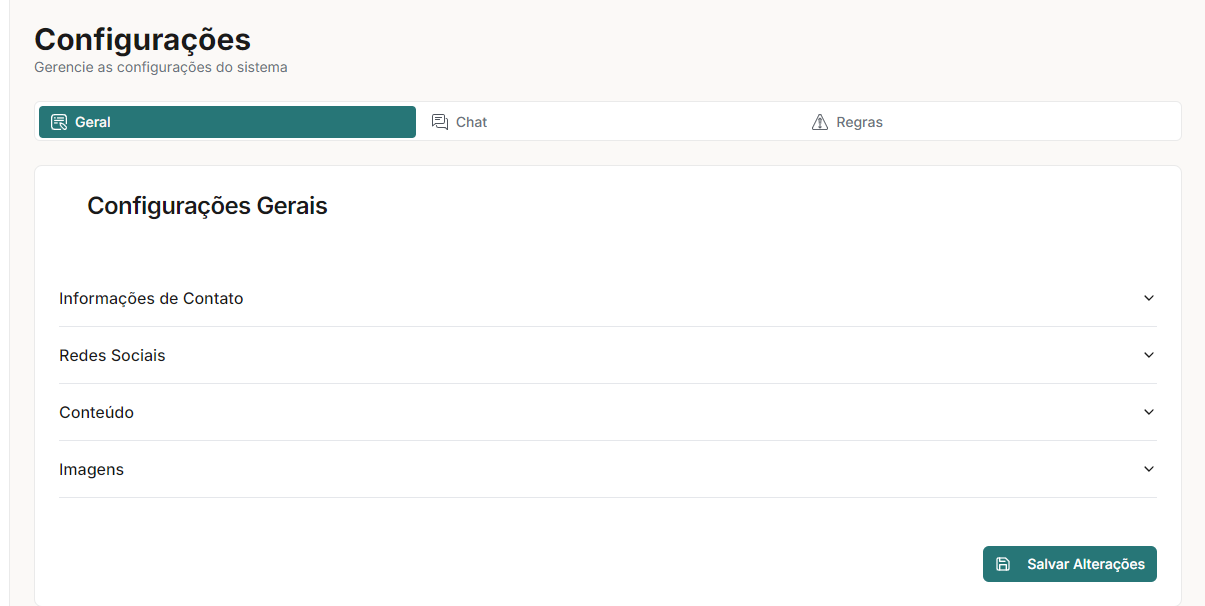 Configurações
Gerencie as configurações do sistema
Geral
Chat
Regras
Configurações Gerais
Informações de Contato
Redes Sociais
Conteúdo
Imagens
Salvar Alterações